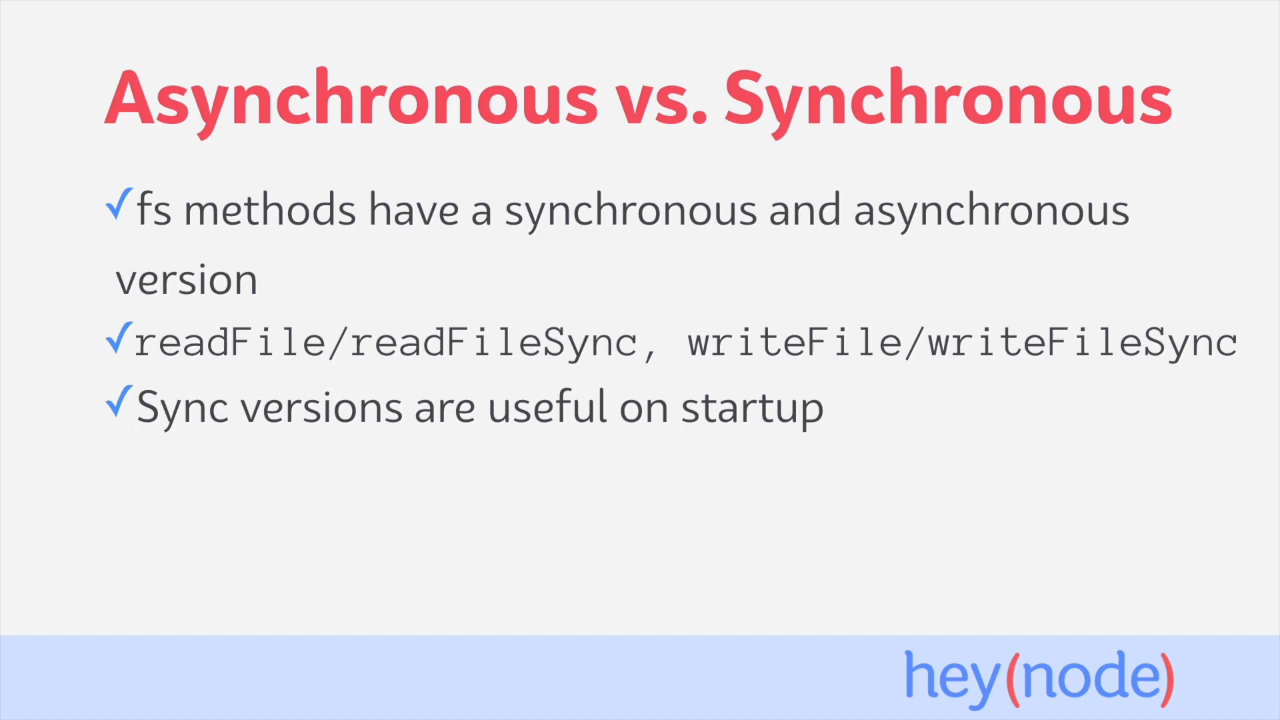 Asynchronous vs. Synchronous
✓fs methods have a synchronous and asynchronous
version
✓readFile/readFileSync, writeFile/writeFileSync
✓Sync versions are useful on startup
hey(node)